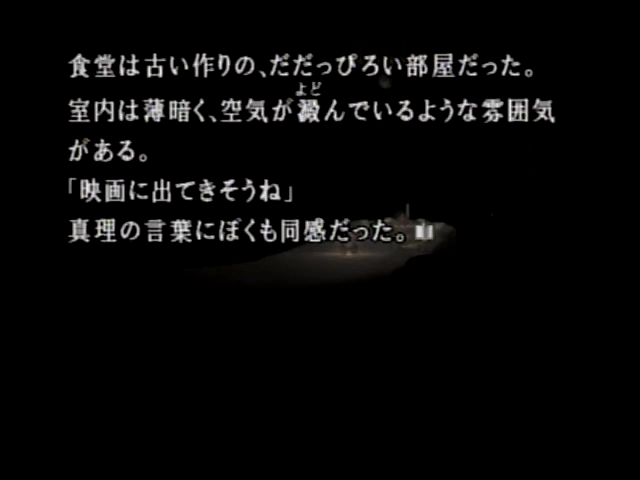 食堂は古い作りの、だだっぴろい部屋だった。
室内は薄暗く、空気が澱んでいるような雰囲気
よど
がある。
「映画に出てきそうね」
真理の言葉にぼくも同感だった。